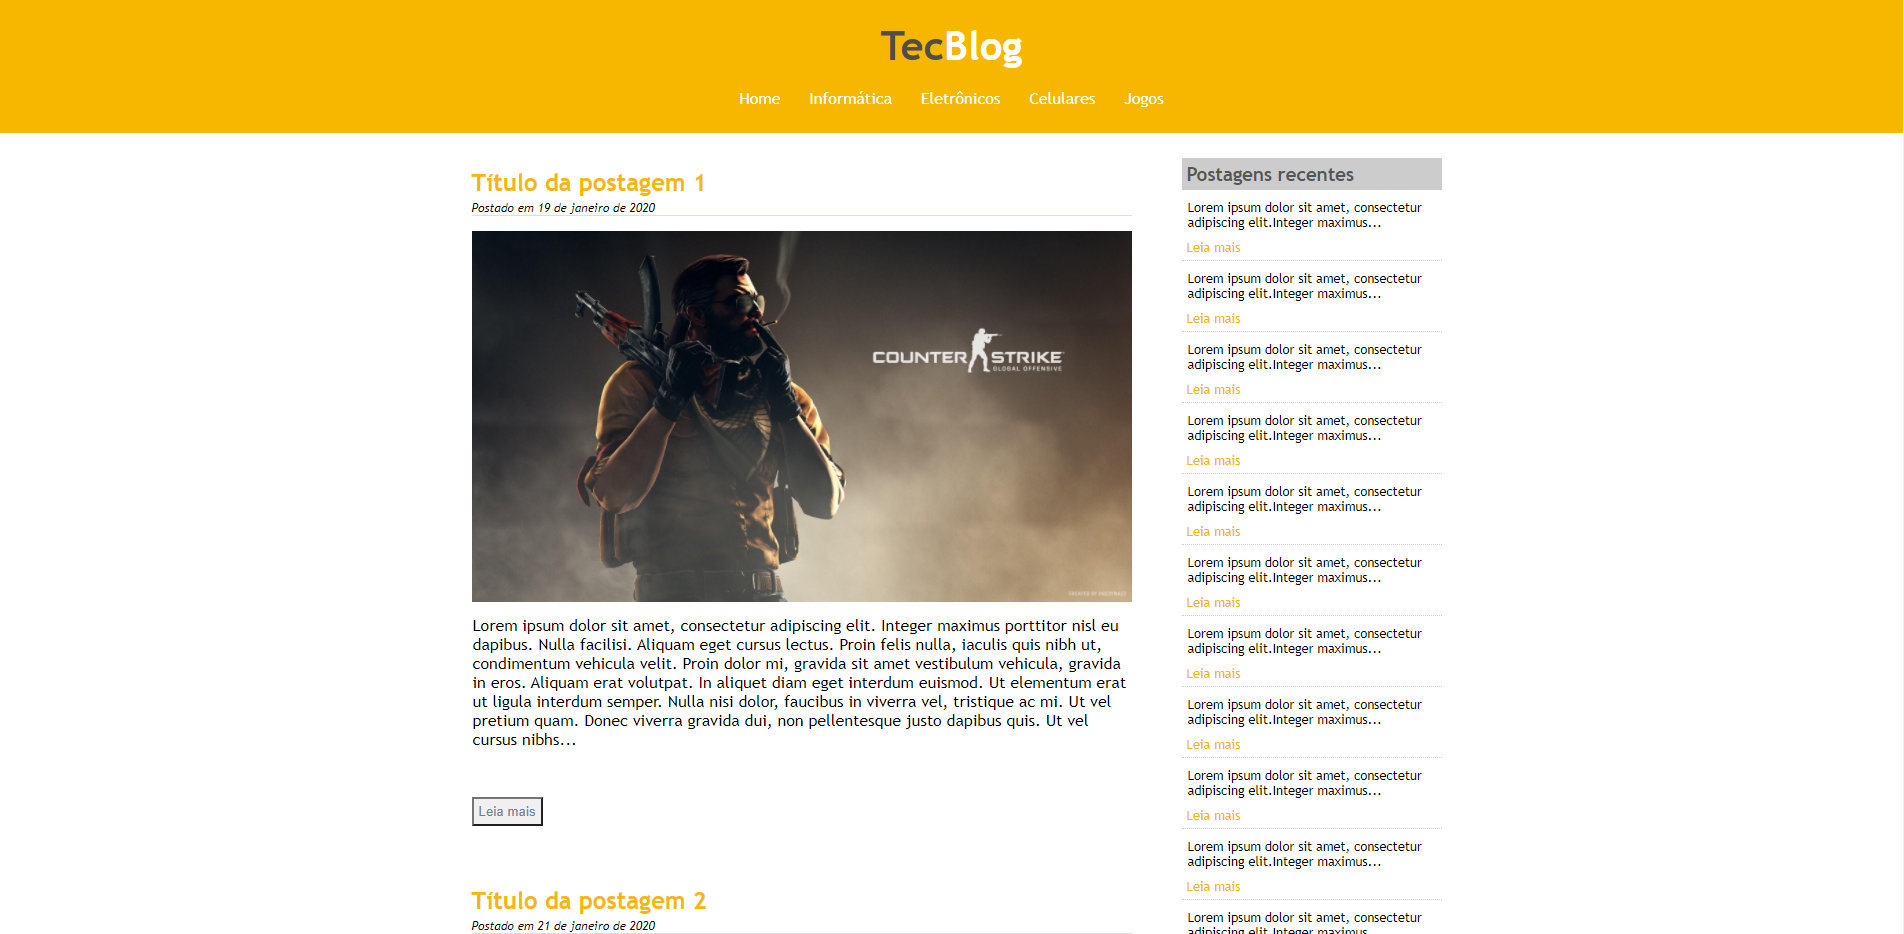 TecBlog
Home Informática Eletrônicos Celulares Jogos
Título da postagem 1
Postado em 19 de janeiro de 2020
COUNTER STRIKE
GLOBAL OFFENSIVE
Lorem ipsum dolor sit amet, consectetur adipiscing elit. Integer maximus porttitor nisl eu
dapibus. Nulla facilisi. Aliquam eget cursus lectus. Proin felis nulla, iaculis quis nibh ut,
condimentum vehicula velit. Proin dolor mi, gravida sit amet vestibulum vehicula, gravida
in eros. Aliquam erat volutpat. In aliquet diam eget interdum euismod. Ut elementum erat
ut ligula interdum semper. Nulla nisi dolor, faucibus in viverra vel, tristique ac mi. Ut vel
pretium quam. Donec viverra gravida dui, non pellentesque justo dapibus quis. Ut vel
cursus nibhs...
Leia mais
Título da postagem 2
Postado em 21 de janeiro de 2020
Postagens recentes
Lorem ipsum dolor sit amet, consectetur
adipiscing elit.Integer maximus...
Leia mais
Lorem ipsum dolor sit amet, consectetur
adipiscing elit.Integer maximus...
Leia mais
Lorem ipsum dolor sit amet, consectetur
adipiscing elit.Integer maximus...
Leia mais
Lorem ipsum dolor sit amet, consectetur
adipiscing elit.Integer maximus...
Leia mais
Lorem ipsum dolor sit amet, consectetur
adipiscing elit.Integer maximus...
Leia mais
Lorem ipsum dolor sit amet, consectetur
adipiscing elit.Integer maximus...
Leia mais
Lorem ipsum dolor sit amet, consectetur
adipiscing elit.Integer maximus...
Leia mais
Lorem ipsum dolor sit amet, consectetur
adipiscing elit.Integer maximus...
Leia mais
Lorem ipsum dolor sit amet, consectetur
adipiscing elit.Integer maximus...
Leia mais
Lorem ipsum dolor sit amet, consectetur
adipiscing elit.Integer maximus...
Leia mais
Lorem ipsum dolor sit amet, consectetur
adipiscing elit.Integer maximus...